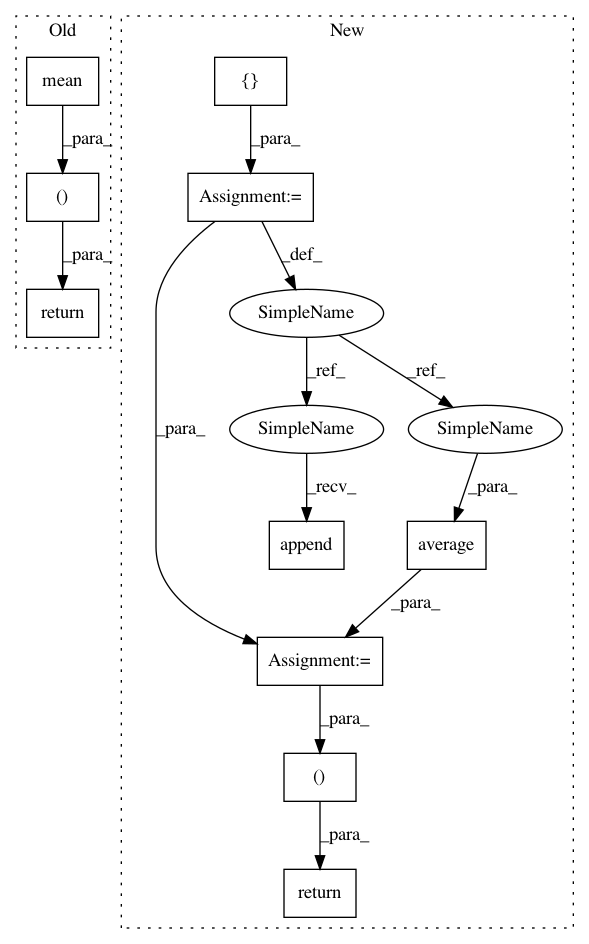 Old
New
mean
{}
_para_
_para_
()
Assignment:=
_para_
_def_
return
SimpleName
_ref_
_ref_
_para_
SimpleName
SimpleName
_recv_
_para_
append
average
_para_
Assignment:=
_para_
()
_para_
return